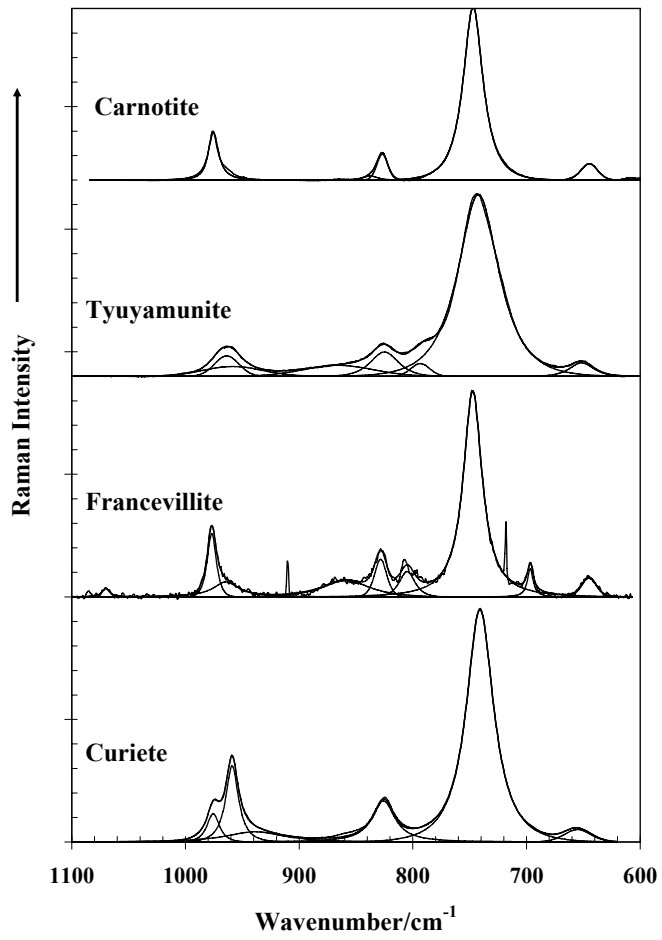 Carnotite
Tyuyamunite
Francevillite
Curiete
Raman Intensity
1100 1000 900 800 700 600
Wavenumber/cm⁻¹